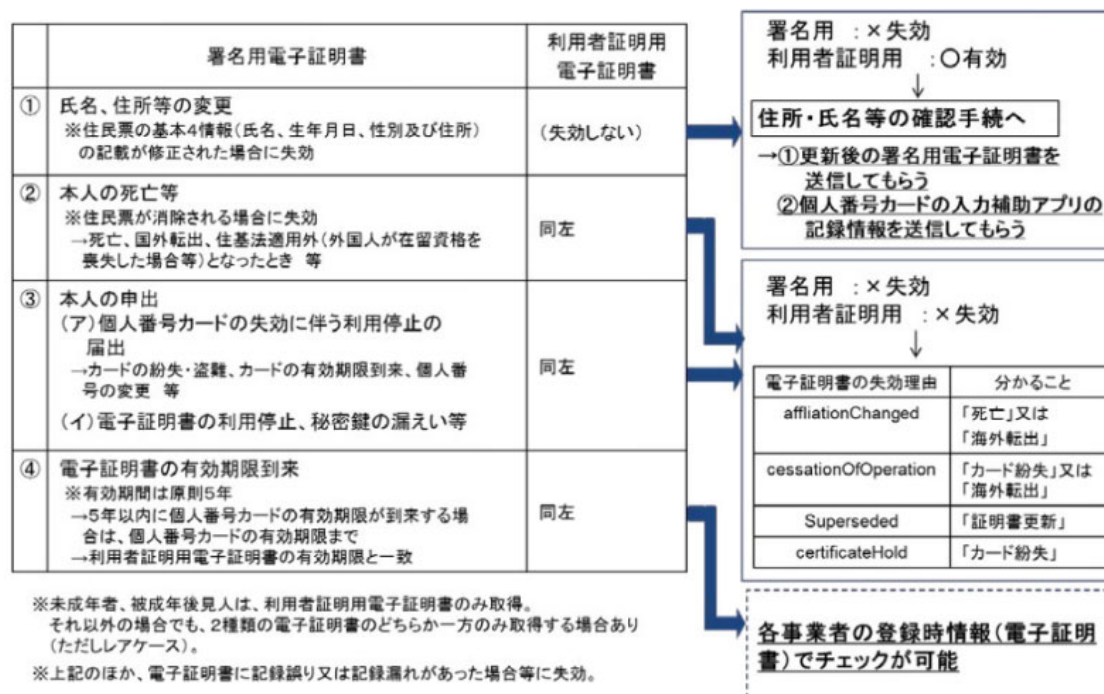 署名用電子証明書
利用者証明用
電子証明書
① 氏名、住所等の変更
※住民票の基本4情報(氏名、生年月日、性別及び住所)
の記載が修正された場合に失効
(失効しない)
② 本人の死亡等
※住民票が消除される場合に失効
→死亡、国外転出、住基法適用外(外国人が在留資格を
喪失した場合等)となったとき 等
同左
③ 本人の申出
(ア)個人番号カードの失効に伴う利用停止の
届出
→カードの紛失・盗難、カードの有効期限到来、個人番
号の変更 等
(イ)電子証明書の利用停止、秘密鍵の漏えい等
同左
④ 電子証明書の有効期限到来
※有効期間は原則5年
→5年以内に個人番号カードの有効期限が到来する場
合は、個人番号カードの有効期限まで
→利用者証明用電子証明書の有効期限と一致
同左
※未成年者、被成年後見人は、利用者証明用電子証明書のみ取得。
それ以外の場合でも、2種類の電子証明書のどちらか一方のみ取得する場合あり
(ただしレアケース)。
※上記のほか、電子証明書に記録誤り又は記録漏れがあった場合等に失効。
署名用 :×失効
利用者証明用 :〇有効
↓
住所・氏名等の確認手続へ
→①更新後の署名用電子証明書を
送信してもらう
②個人番号カードの入力補助アプリの
記録情報を送信してもらう
署名用 :×失効
利用者証明用 :×失効
↓
電子証明書の失効理由 分かること
affliationChanged 「死亡」又は
「海外転出」
cessationOfOperation 「カード紛失」又は
「海外転出」
Superseded 「証明書更新」
certificateHold 「カード紛失」
各事業者の登録時情報(電子証明
書)でチェックが可能